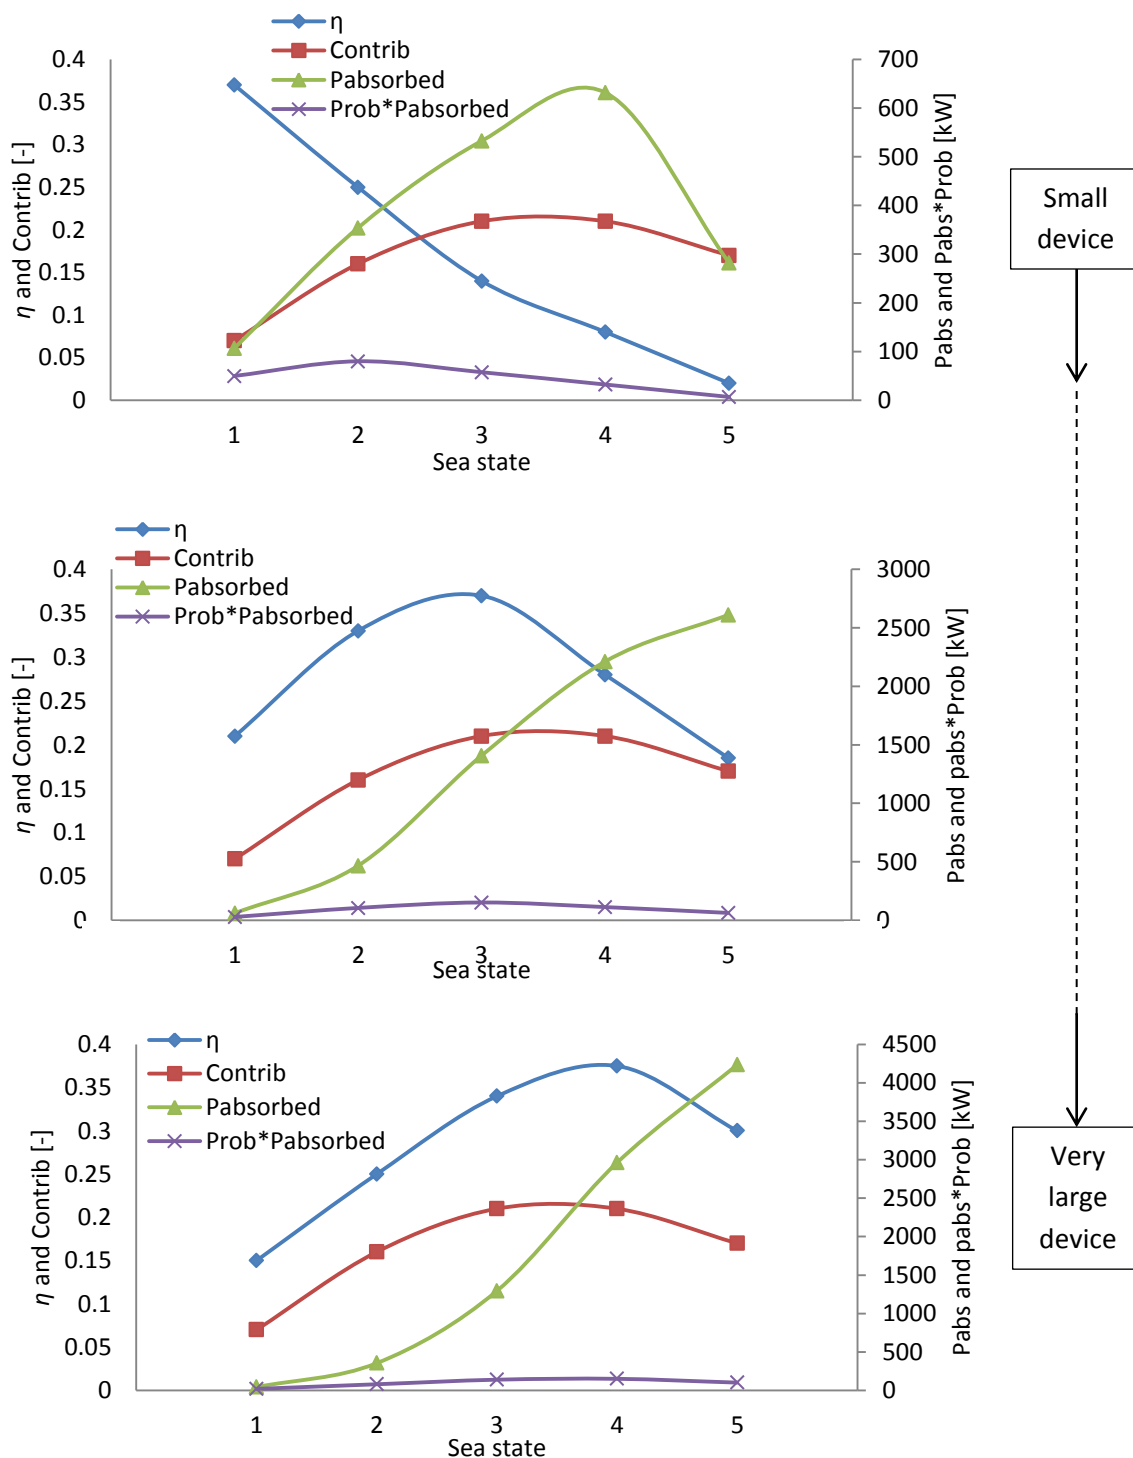 η
Contrib
Pabsorbed
Prob*Pabsorbed
0.4
0.35
0.3
0.25
0.2
0.15
0.1
0.05
0
η and Contrib [-]
700
600
500
400
300
200
100
0
Pabs and Pabs*Prob [kW]
1 2 3 4 5
Sea state
Small
device
η
Contrib
Pabsorbed
Prob*Pabsorbed
0.4
0.35
0.3
0.25
0.2
0.15
0.1
0.05
0
η and Contrib [-]
3000
2500
2000
1500
1000
500
0
Pabs and pabs*Prob [kW]
1 2 3 4 5
Sea state
η
Contrib
Pabsorbed
Prob*Pabsorbed
0.4
0.35
0.3
0.25
0.2
0.15
0.1
0.05
0
η and Contrib [-]
4500
4000
3500
3000
2500
2000
1500
1000
500
0
Pabs and pabs*Prob [kW]
1 2 3 4 5
Sea state
Very
large
device